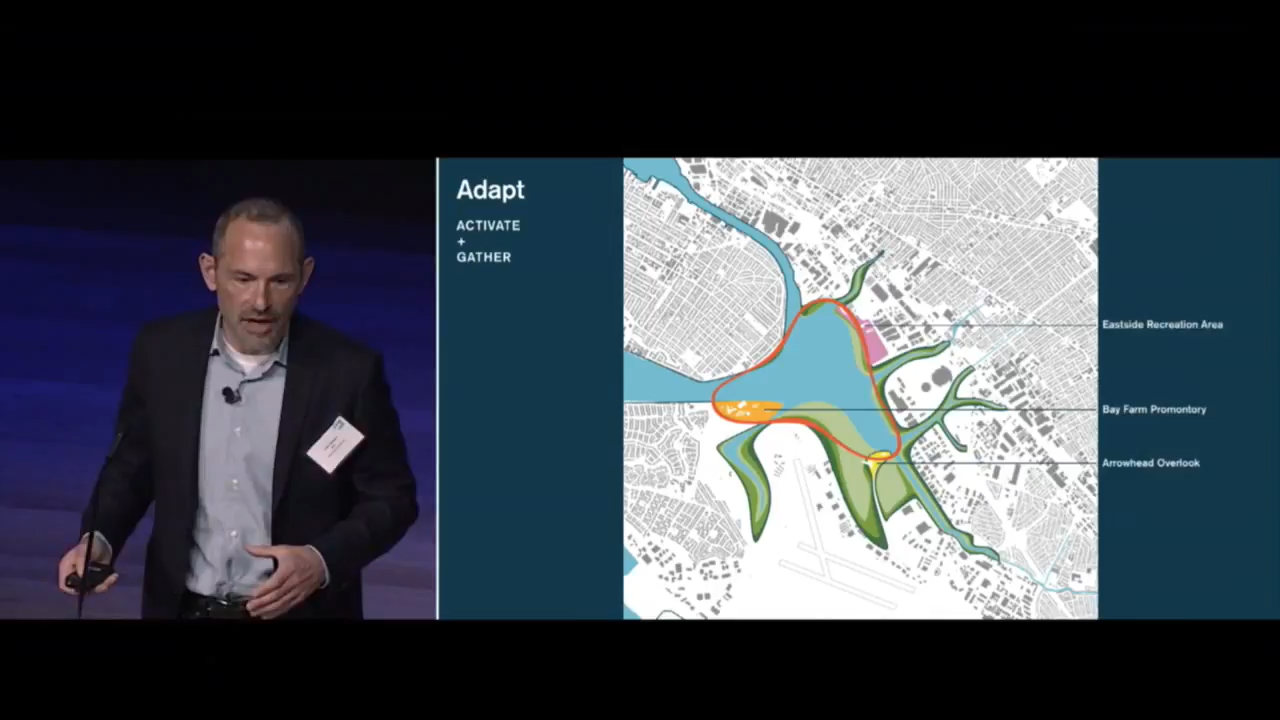 Adapt
ACTIVATE
+
GATHER
Eastside Recreation Area
Bay Farm Promontory
Arrowhead Overlook